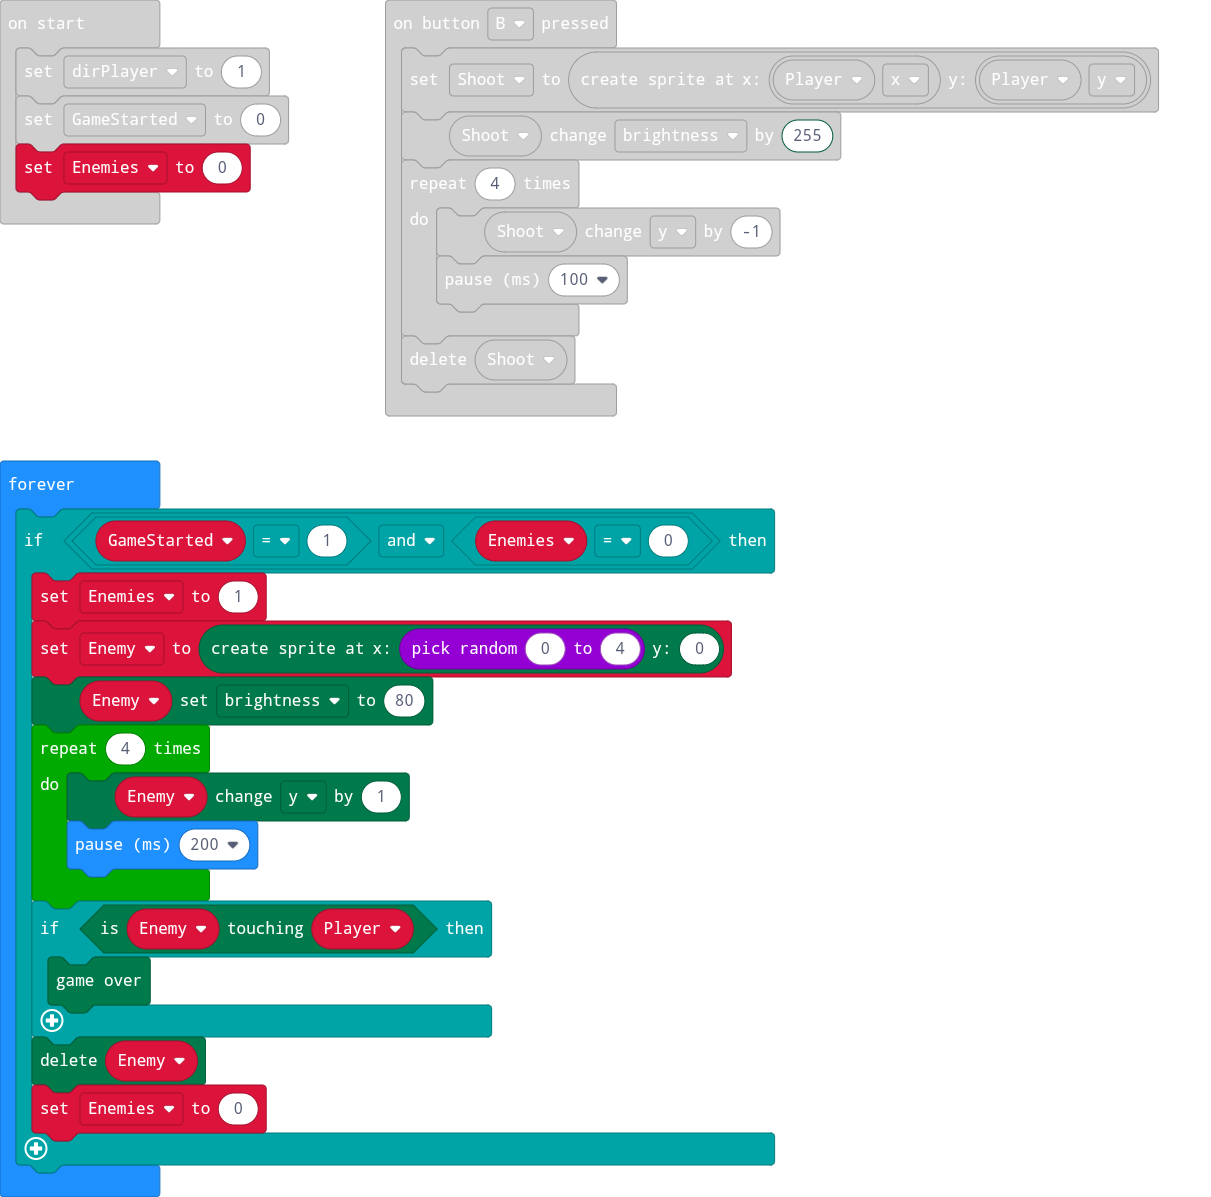 on start
set dirPlayer to 1
set GameStarted to 0
set Enemies to 0
on button B pressed
set Shoot to create sprite at x: Player x y: Player y
Shoot change brightness by 255
repeat 4 times
do
Shoot change y by -1
pause (ms) 100
delete Shoot
forever
if GameStarted = 1 and Enemies = 0 then
set Enemies to 1
set Enemy to create sprite at x: pick random 0 to 4 y: 0
Enemy set brightness to 80
repeat 4 times
do
Enemy change y by 1
pause (ms) 200
if is Enemy touching Player then
game over
delete Enemy
set Enemies to 0